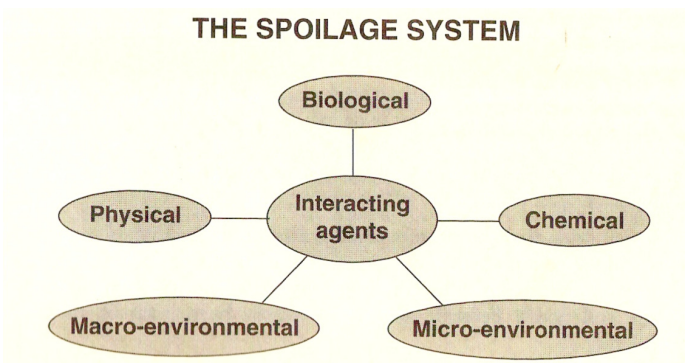 THE SPOILAGE SYSTEM
Biological
Physical
Interacting
agents
Chemical
Macro-environmental
Micro-environmental